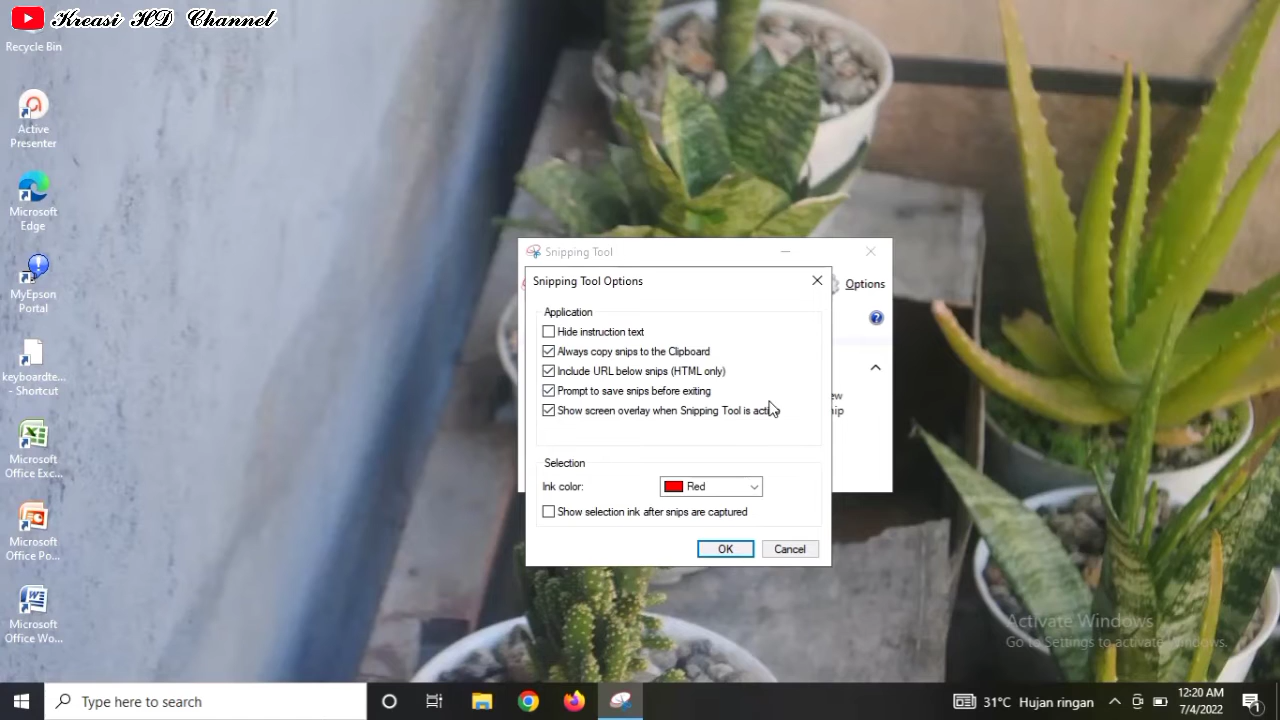 Kreasi HD Channel
Recycle Bin
Active
Presenter
Microsoft
Edge
MyEpson
Portal
keyboardte...
- Shortcut
Microsoft
Office Exc...
Microsoft
Office Po...
Microsoft
Office Wo...
Snipping Tool
Options
Snipping Tool Options
Application
Hide instruction text
Always copy snips to the Clipboard
Include URL below snips (HTML only)
Prompt to save snips before exiting
Show screen overlay when Snipping Tool is active
Selection
Ink color:
Red
Show selection ink after snips are captured
OK
Cancel
Activate Windows
Go to Settings to activate Windows.
Type here to search
31°C Hujan ringan
12:20 AM
7/4/2022
1